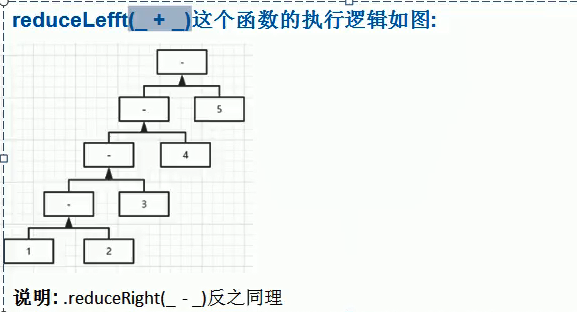 reduceLefft(_ + _)这个函数的执行逻辑如图:
-
- 5
- 4
- 3
1 2
说明: .reduceRight(_ - _)反之同理